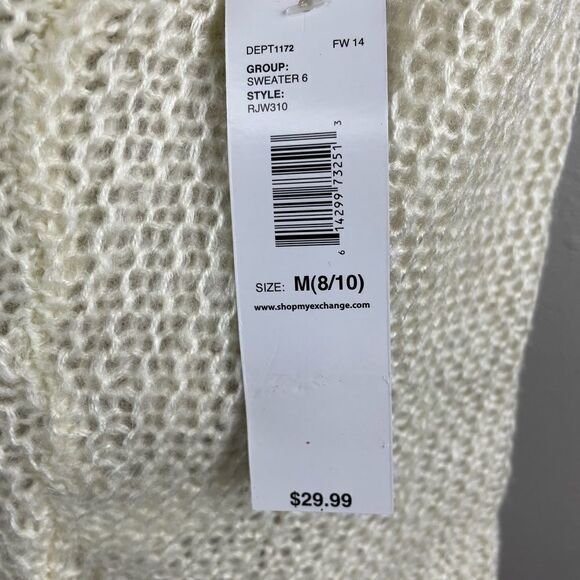 DEPT1172 FW 14
GROUP:
SWEATER 6
STYLE:
RJW310
6 14299 73251 3
SIZE: M(8/10)
www.shopmyexchange.com
$29.99